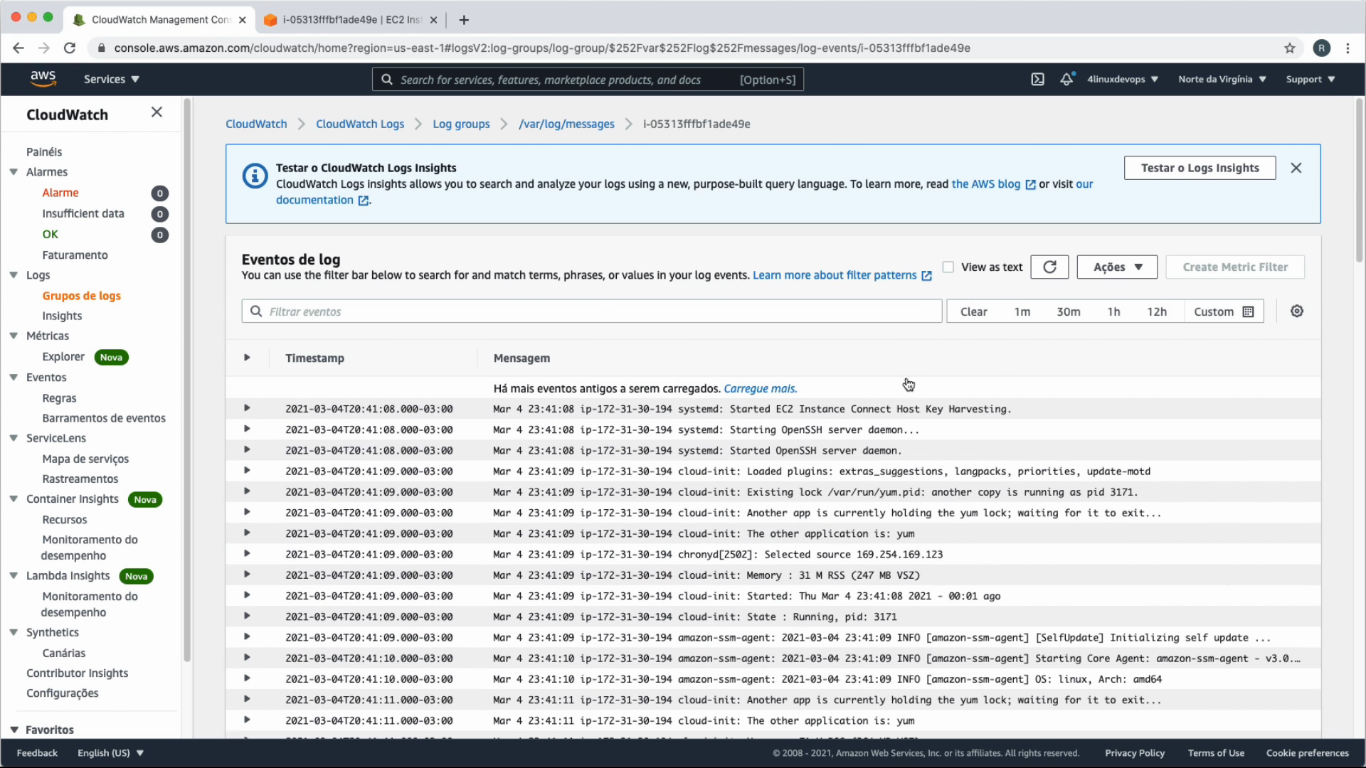 CloudWatch Management Con
i-05313fffbf1ade49e | EC2 Ins
console.aws.amazon.com/cloudwatch/home?region=us-east-1#logsV2:log-groups/log-group/$252Fvar$252Flog$252Fmessages/log-events/i-05313fffbf1ade49e
R
aws
Services
Search for services, features, marketplace products, and docs
[Option+S]
4linuxdevops
Norte da Virgínia
Support
CloudWatch
Painéis
Alarmes
Alarme 0
Insufficient data 0
OK 0
Faturamento
Logs
Grupos de logs
Insights
Métricas
Explorer Nova
Eventos
Regras
Barramentos de eventos
ServiceLens
Mapa de serviços
Rastreamentos
Container Insights Nova
Recursos
Monitoramento do
desempenho
Lambda Insights Nova
Monitoramento do
desempenho
Synthetics
Canárias
Contributor Insights
Configurações
Favoritos
CloudWatch
CloudWatch Logs
Log groups
/var/log/messages
i-05313fffbf1ade49e
Testar o CloudWatch Logs Insights
CloudWatch Logs insights allows you to search and analyze your logs using a new, purpose-built query language. To learn more, read the AWS blog or visit our
documentation .
Testar o Logs Insights
Eventos de log
You can use the filter bar below to search for and match terms, phrases, or values in your log events. Learn more about filter patterns
View as text
Ações
Create Metric Filter
Filtrar eventos
Clear 1m 30m 1h 12h Custom
Timestamp Mensagem
Há mais eventos antigos a serem carregados. Carregue mais.
2021-03-04T20:41:08.000-03:00 Mar 4 23:41:08 ip-172-31-30-194 systemd: Started EC2 Instance Connect Host Key Harvesting.
2021-03-04T20:41:08.000-03:00 Mar 4 23:41:08 ip-172-31-30-194 systemd: Starting OpenSSH server daemon...
2021-03-04T20:41:08.000-03:00 Mar 4 23:41:08 ip-172-31-30-194 systemd: Started OpenSSH server daemon.
2021-03-04T20:41:09.000-03:00 Mar 4 23:41:09 ip-172-31-30-194 cloud-init: Loaded plugins: extras_suggestions, langpacks, priorities, update-motd
2021-03-04T20:41:09.000-03:00 Mar 4 23:41:09 ip-172-31-30-194 cloud-init: Existing lock /var/run/yum.pid: another copy is running as pid 3171.
2021-03-04T20:41:09.000-03:00 Mar 4 23:41:09 ip-172-31-30-194 cloud-init: Another app is currently holding the yum lock; waiting for it to exit...
2021-03-04T20:41:09.000-03:00 Mar 4 23:41:09 ip-172-31-30-194 cloud-init: The other application is: yum
2021-03-04T20:41:09.000-03:00 Mar 4 23:41:09 ip-172-31-30-194 chronyd[2502]: Selected source 169.254.169.123
2021-03-04T20:41:09.000-03:00 Mar 4 23:41:09 ip-172-31-30-194 cloud-init: Memory : 31 M RSS (247 MB VSZ)
2021-03-04T20:41:09.000-03:00 Mar 4 23:41:09 ip-172-31-30-194 cloud-init: Started: Thu Mar 4 23:41:08 2021 - 00:01 ago
2021-03-04T20:41:09.000-03:00 Mar 4 23:41:09 ip-172-31-30-194 cloud-init: State : Running, pid: 3171
2021-03-04T20:41:09.000-03:00 Mar 4 23:41:09 ip-172-31-30-194 amazon-ssm-agent: 2021-03-04 23:41:09 INFO [amazon-ssm-agent] [SelfUpdate] Initializing self update ...
2021-03-04T20:41:10.000-03:00 Mar 4 23:41:10 ip-172-31-30-194 amazon-ssm-agent: 2021-03-04 23:41:09 INFO [amazon-ssm-agent] Starting Core Agent: amazon-ssm-agent - v3.0...
2021-03-04T20:41:10.000-03:00 Mar 4 23:41:10 ip-172-31-30-194 amazon-ssm-agent: 2021-03-04 23:41:09 INFO [amazon-ssm-agent] OS: linux, Arch: amd64
2021-03-04T20:41:11.000-03:00 Mar 4 23:41:11 ip-172-31-30-194 cloud-init: Another app is currently holding the yum lock; waiting for it to exit...
2021-03-04T20:41:11.000-03:00 Mar 4 23:41:11 ip-172-31-30-194 cloud-init: The other application is: yum
Feedback
English (US)
© 2008 - 2021, Amazon Web Services, Inc. or its affiliates. All rights reserved.
Privacy Policy
Terms of Use
Cookie preferences